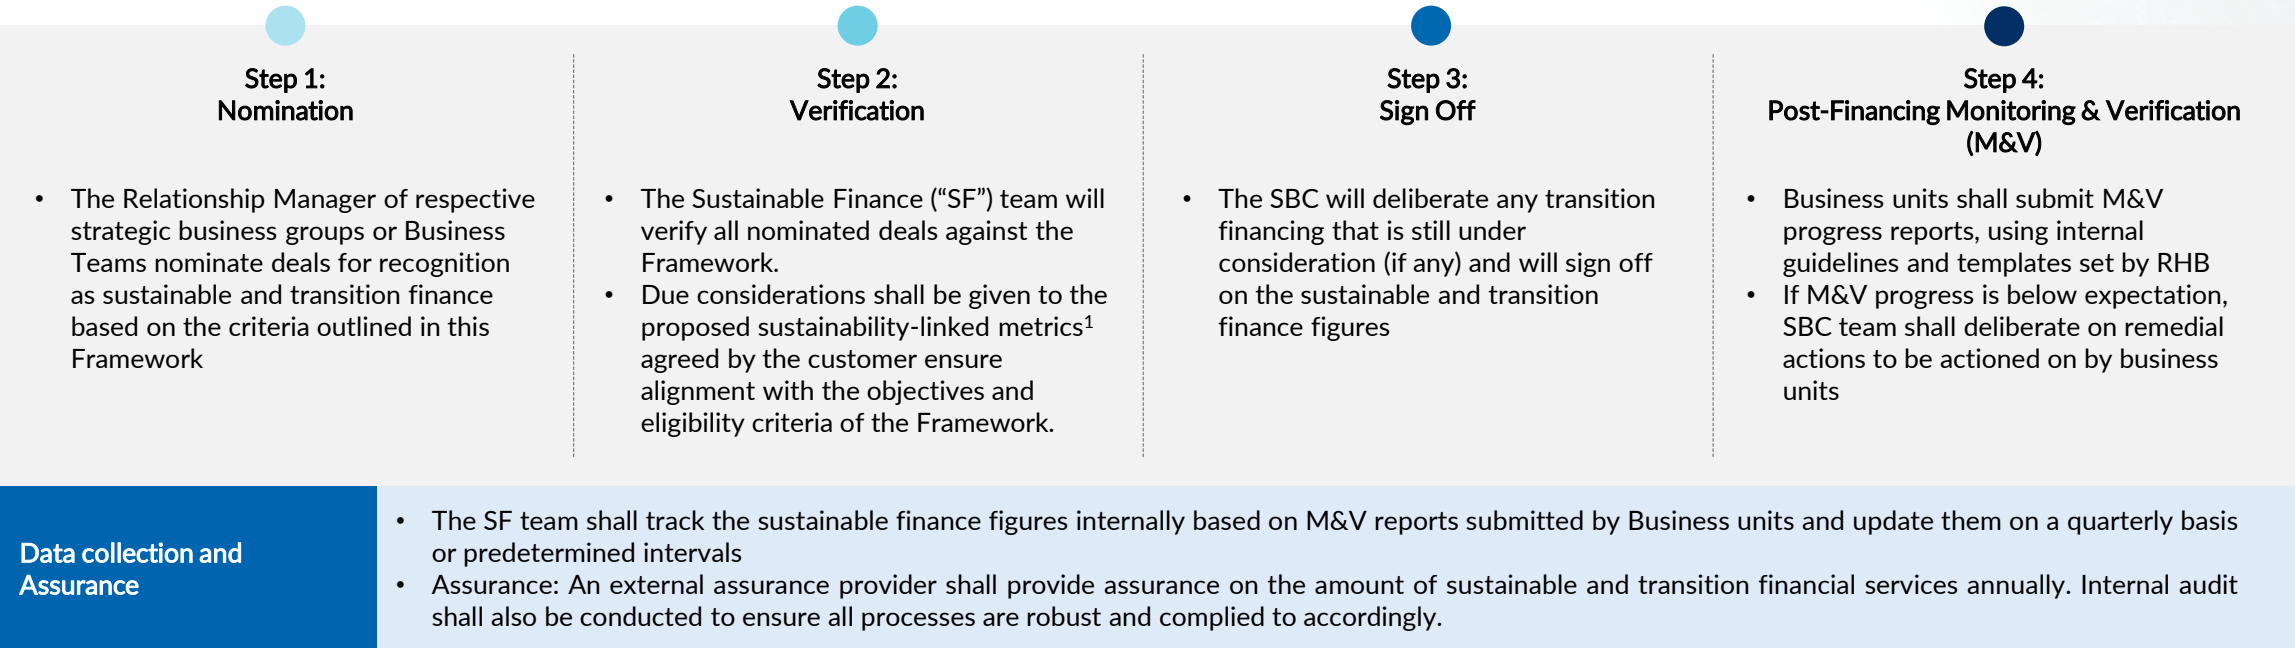 Step 1:
Nomination
• The Relationship Manager of respective
strategic business groups or Business
Teams nominate deals for recognition
as sustainable and transition finance
based on the criteria outlined in this
Framework
Step 2:
Verification
• The Sustainable Finance (“SF”) team will
verify all nominated deals against the
Framework.
• Due considerations shall be given to the
proposed sustainability-linked metrics¹
agreed by the customer ensure
alignment with the objectives and
eligibility criteria of the Framework.
Step 3:
Sign Off
• The SBC will deliberate any transition
financing that is still under
consideration (if any) and will sign off
on the sustainable and transition
finance figures
Step 4:
Post-Financing Monitoring & Verification
(M&V)
• Business units shall submit M&V
progress reports, using internal
guidelines and templates set by RHB
• If M&V progress is below expectation,
SBC team shall deliberate on remedial
actions to be actioned on by business
units
Data collection and
Assurance
• The SF team shall track the sustainable finance figures internally based on M&V reports submitted by Business units and update them on a quarterly basis
or predetermined intervals
• Assurance: An external assurance provider shall provide assurance on the amount of sustainable and transition financial services annually. Internal audit
shall also be conducted to ensure all processes are robust and complied to accordingly.